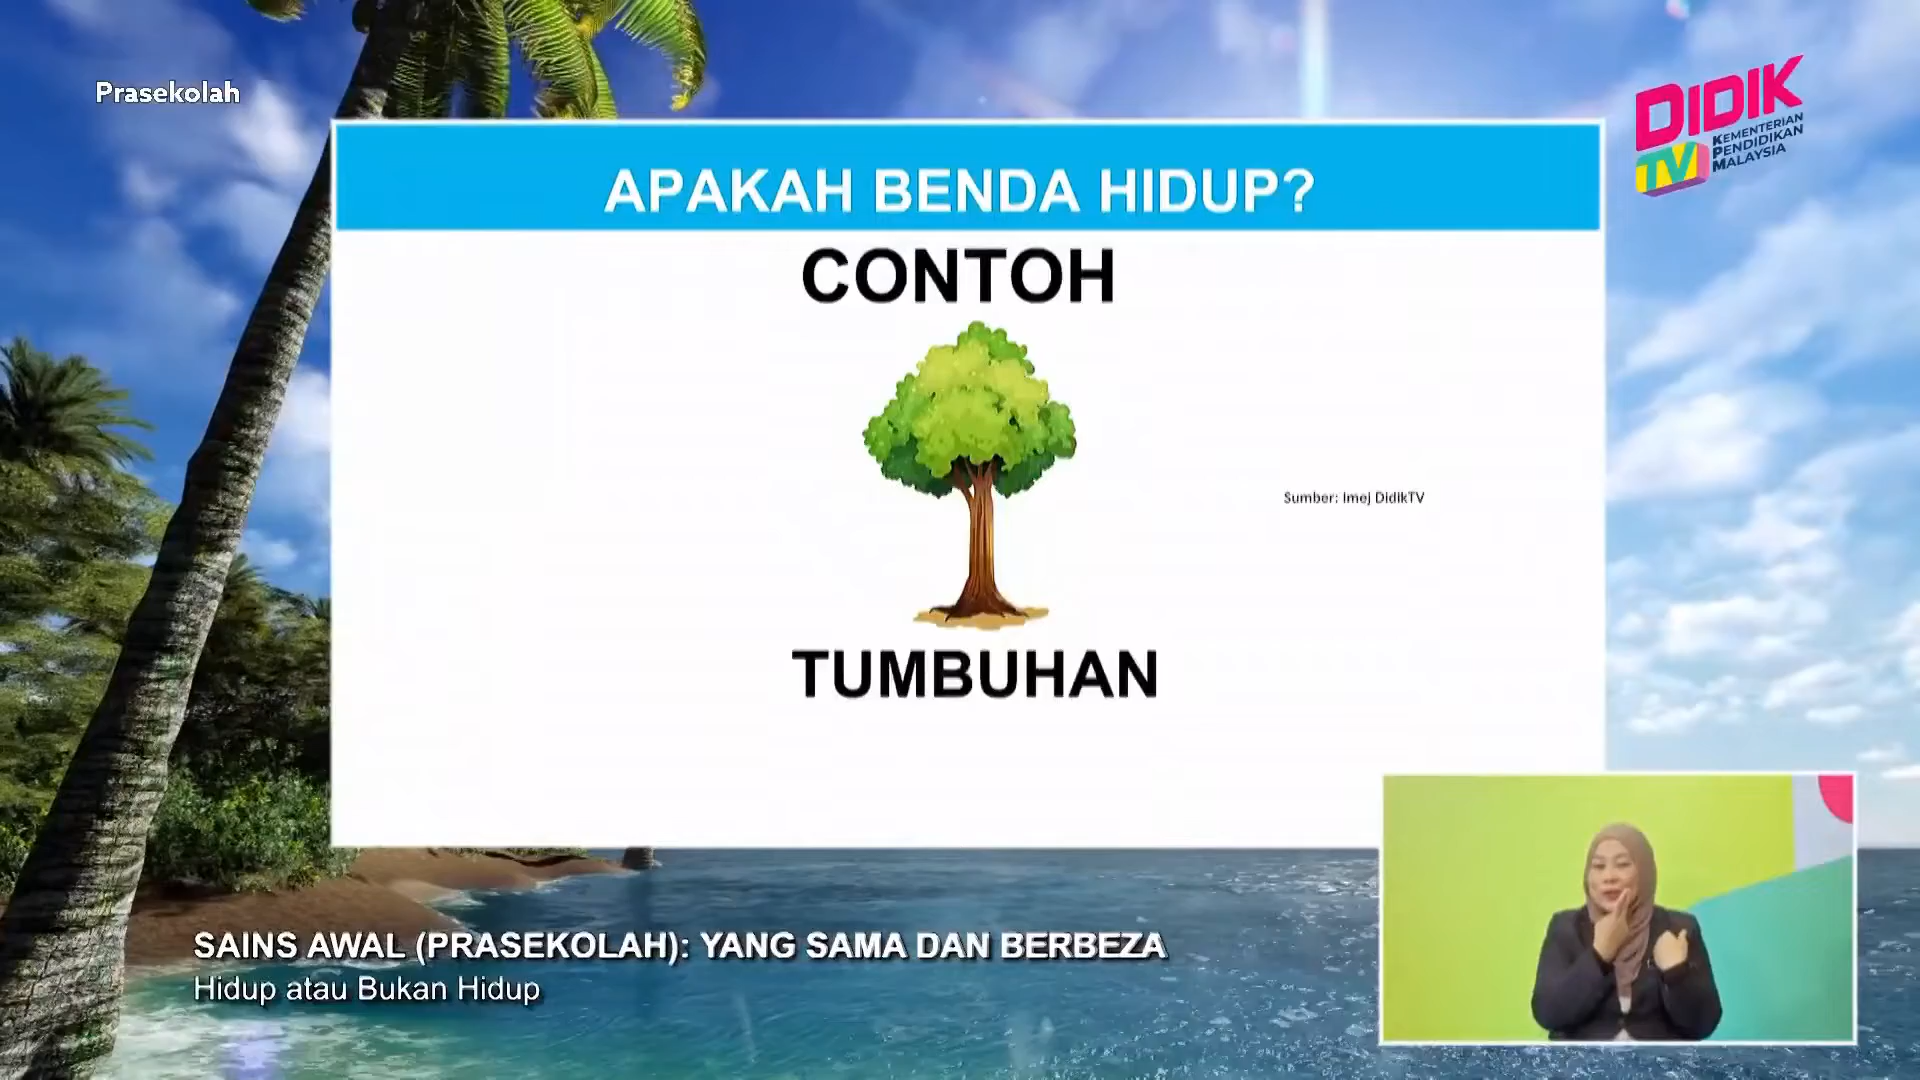 Prasekolah
DIDIK
TV
KEMENTERIAN
PENDIDIKAN
MALAYSIA
APAKAH BENDA HIDUP?
CONTOH
Sumber: Imej DidikTV
TUMBUHAN
SAINS AWAL (PRASEKOLAH): YANG SAMA DAN BERBEZA
Hidup atau Bukan Hidup